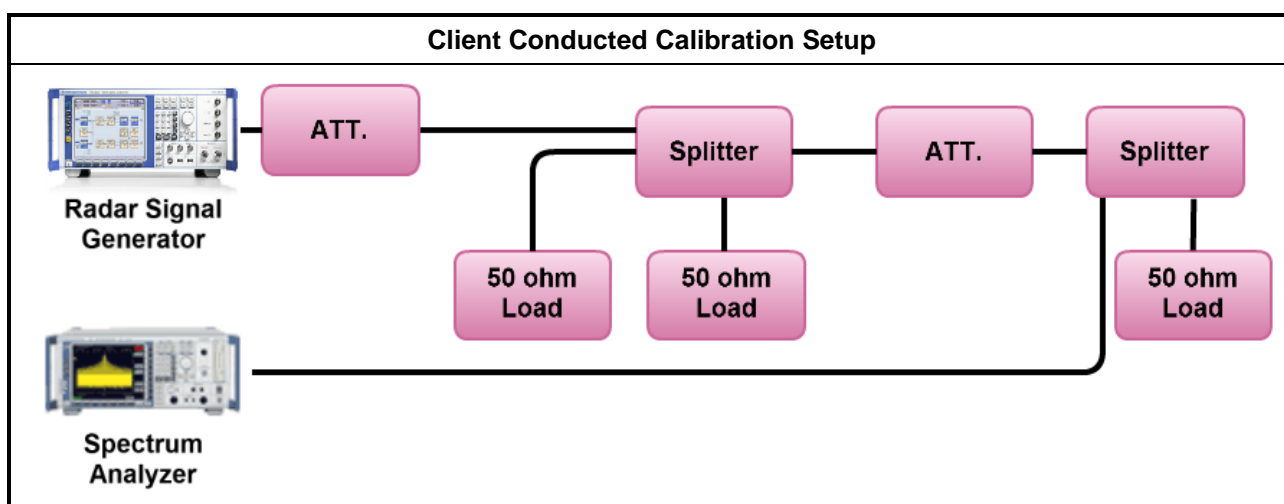 Client Conducted Calibration Setup
ATT.
Splitter
ATT.
Splitter
Radar Signal
Generator
50 ohm
Load
50 ohm
Load
50 ohm
Load
Spectrum
Analyzer